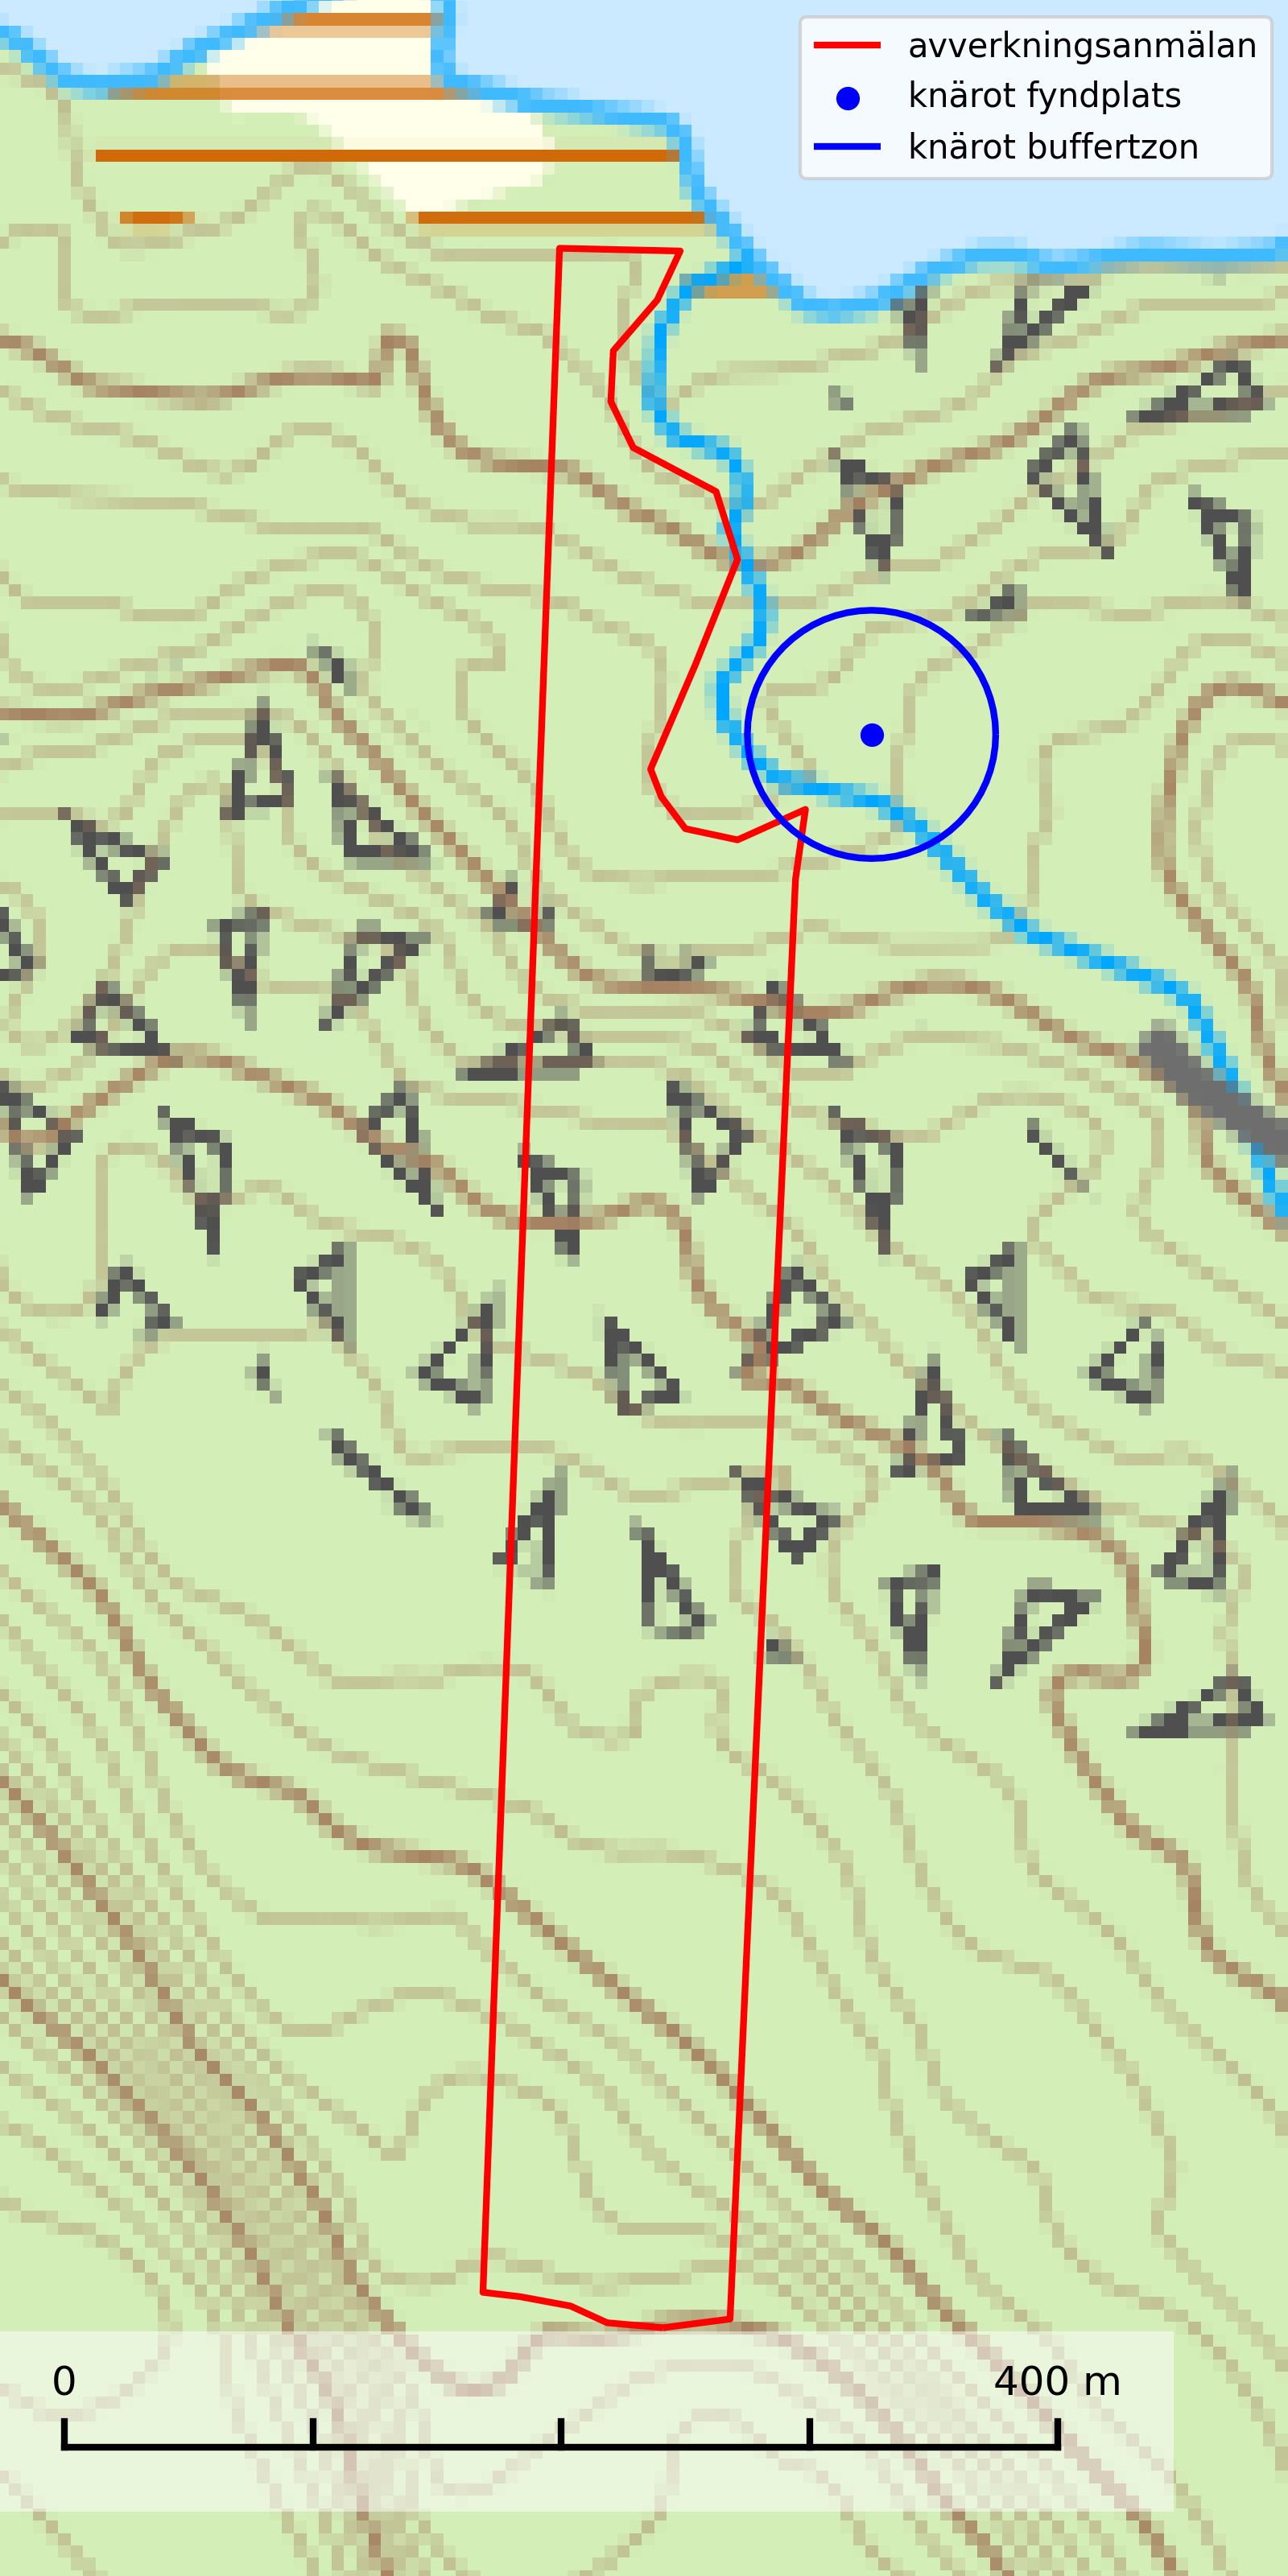 avverkningsanmälan
knärot fyndplats
knärot buffertzon
0
400 m